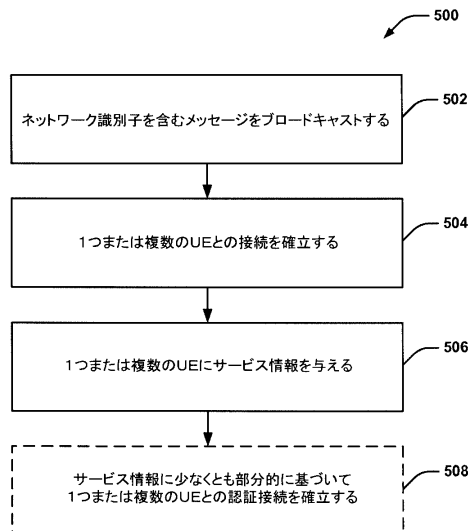 500
ネットワーク識別子を含むメッセージをブロードキャストする
502
1つまたは複数のUEとの接続を確立する
504
1つまたは複数のUEにサービス情報を与える
506
サービス情報に少なくとも部分的に基づいて
1つまたは複数のUEとの認証接続を確立する
508